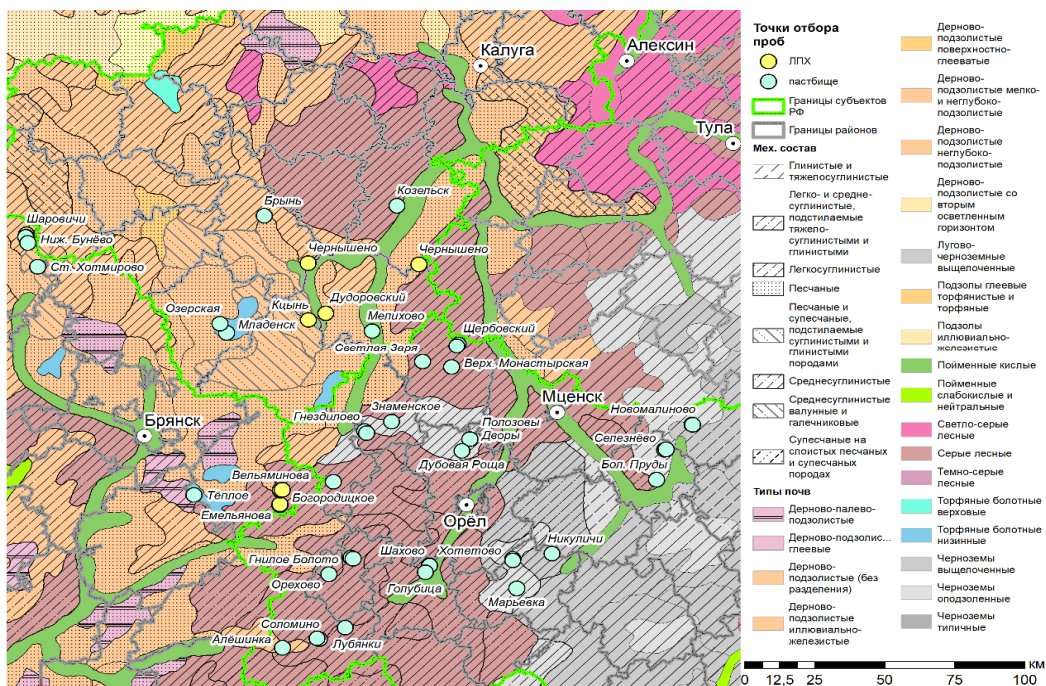 Калуга
Алексин
Тула
Козельск
Брынь
Шаровичи
Ниж. Бунёво
Ст. Хотмирово
Чернышено
Чернышено
Дудоровский
Кцынь
Озерская
Младенск
Мелихово
Светлая Заря
Щербовский
Верх. Монастырская
Мценск
Новомалиново
Знаменское
Гнездилово
Полозовы
Дворы
Селезнёво
Бол. Пруды
Дубовая Роща
Брянск
Вельяминова
Тёплое
Богородицкое
Емельянова
Орёл
Никуличи
Шахово
Хотетово
Гнилое Болото
Орехово
Голубица
Марьевка
Соломино
Алёшинка
Лубянки
Точки отбора
проб
ЛПХ
пастбище
Границы субъектов
РФ
Границы районов
Мех. состав
Глинистые и
тяжелосуглинистые
Легко- и средне-
суглинистые,
подстилаемые
тяжело-
суглинистыми и
глинистыми
Легкосуглинистые
Песчаные
Песчаные и
супесчаные,
подстилаемые
суглинистыми и
глинистыми
породами
Среднесуглинистые
Среднесуглинистые
валунные и
галечниковые
Супесчаные на
слоистых песчаных
и супесчаных
породах
Типы почв
Дерново-палево-
подзолистые
Дерново-подзолис...
глеевые
Дерново-
подзолистые (без
разделения)
Дерново-
подзолистые
иллювиально-
железистые
Дерново-
подзолистые
поверхностно-
глееватые
Дерново-
подзолистые мелко-
и неглубоко-
подзолистые
Дерново-
подзолистые
неглубоко-
подзолистые
Дерново-
подзолистые со
вторым
осветленным
горизонтом
Лугово-
черноземные
выщелоченные
Подзолы глеевые
торфянистые и
торфяные
Подзолы
иллювиально-
железистые
Пойменные кислые
Пойменные
слабокислые и
нейтральные
Светло-серые
лесные
Серые лесные
Темно-серые
лесные
Торфяные болотные
верховые
Торфяные болотные
низинные
Черноземы
выщелоченные
Черноземы
оподзоленные
Черноземы
типичные
0 12,5 25 50 75 100 км